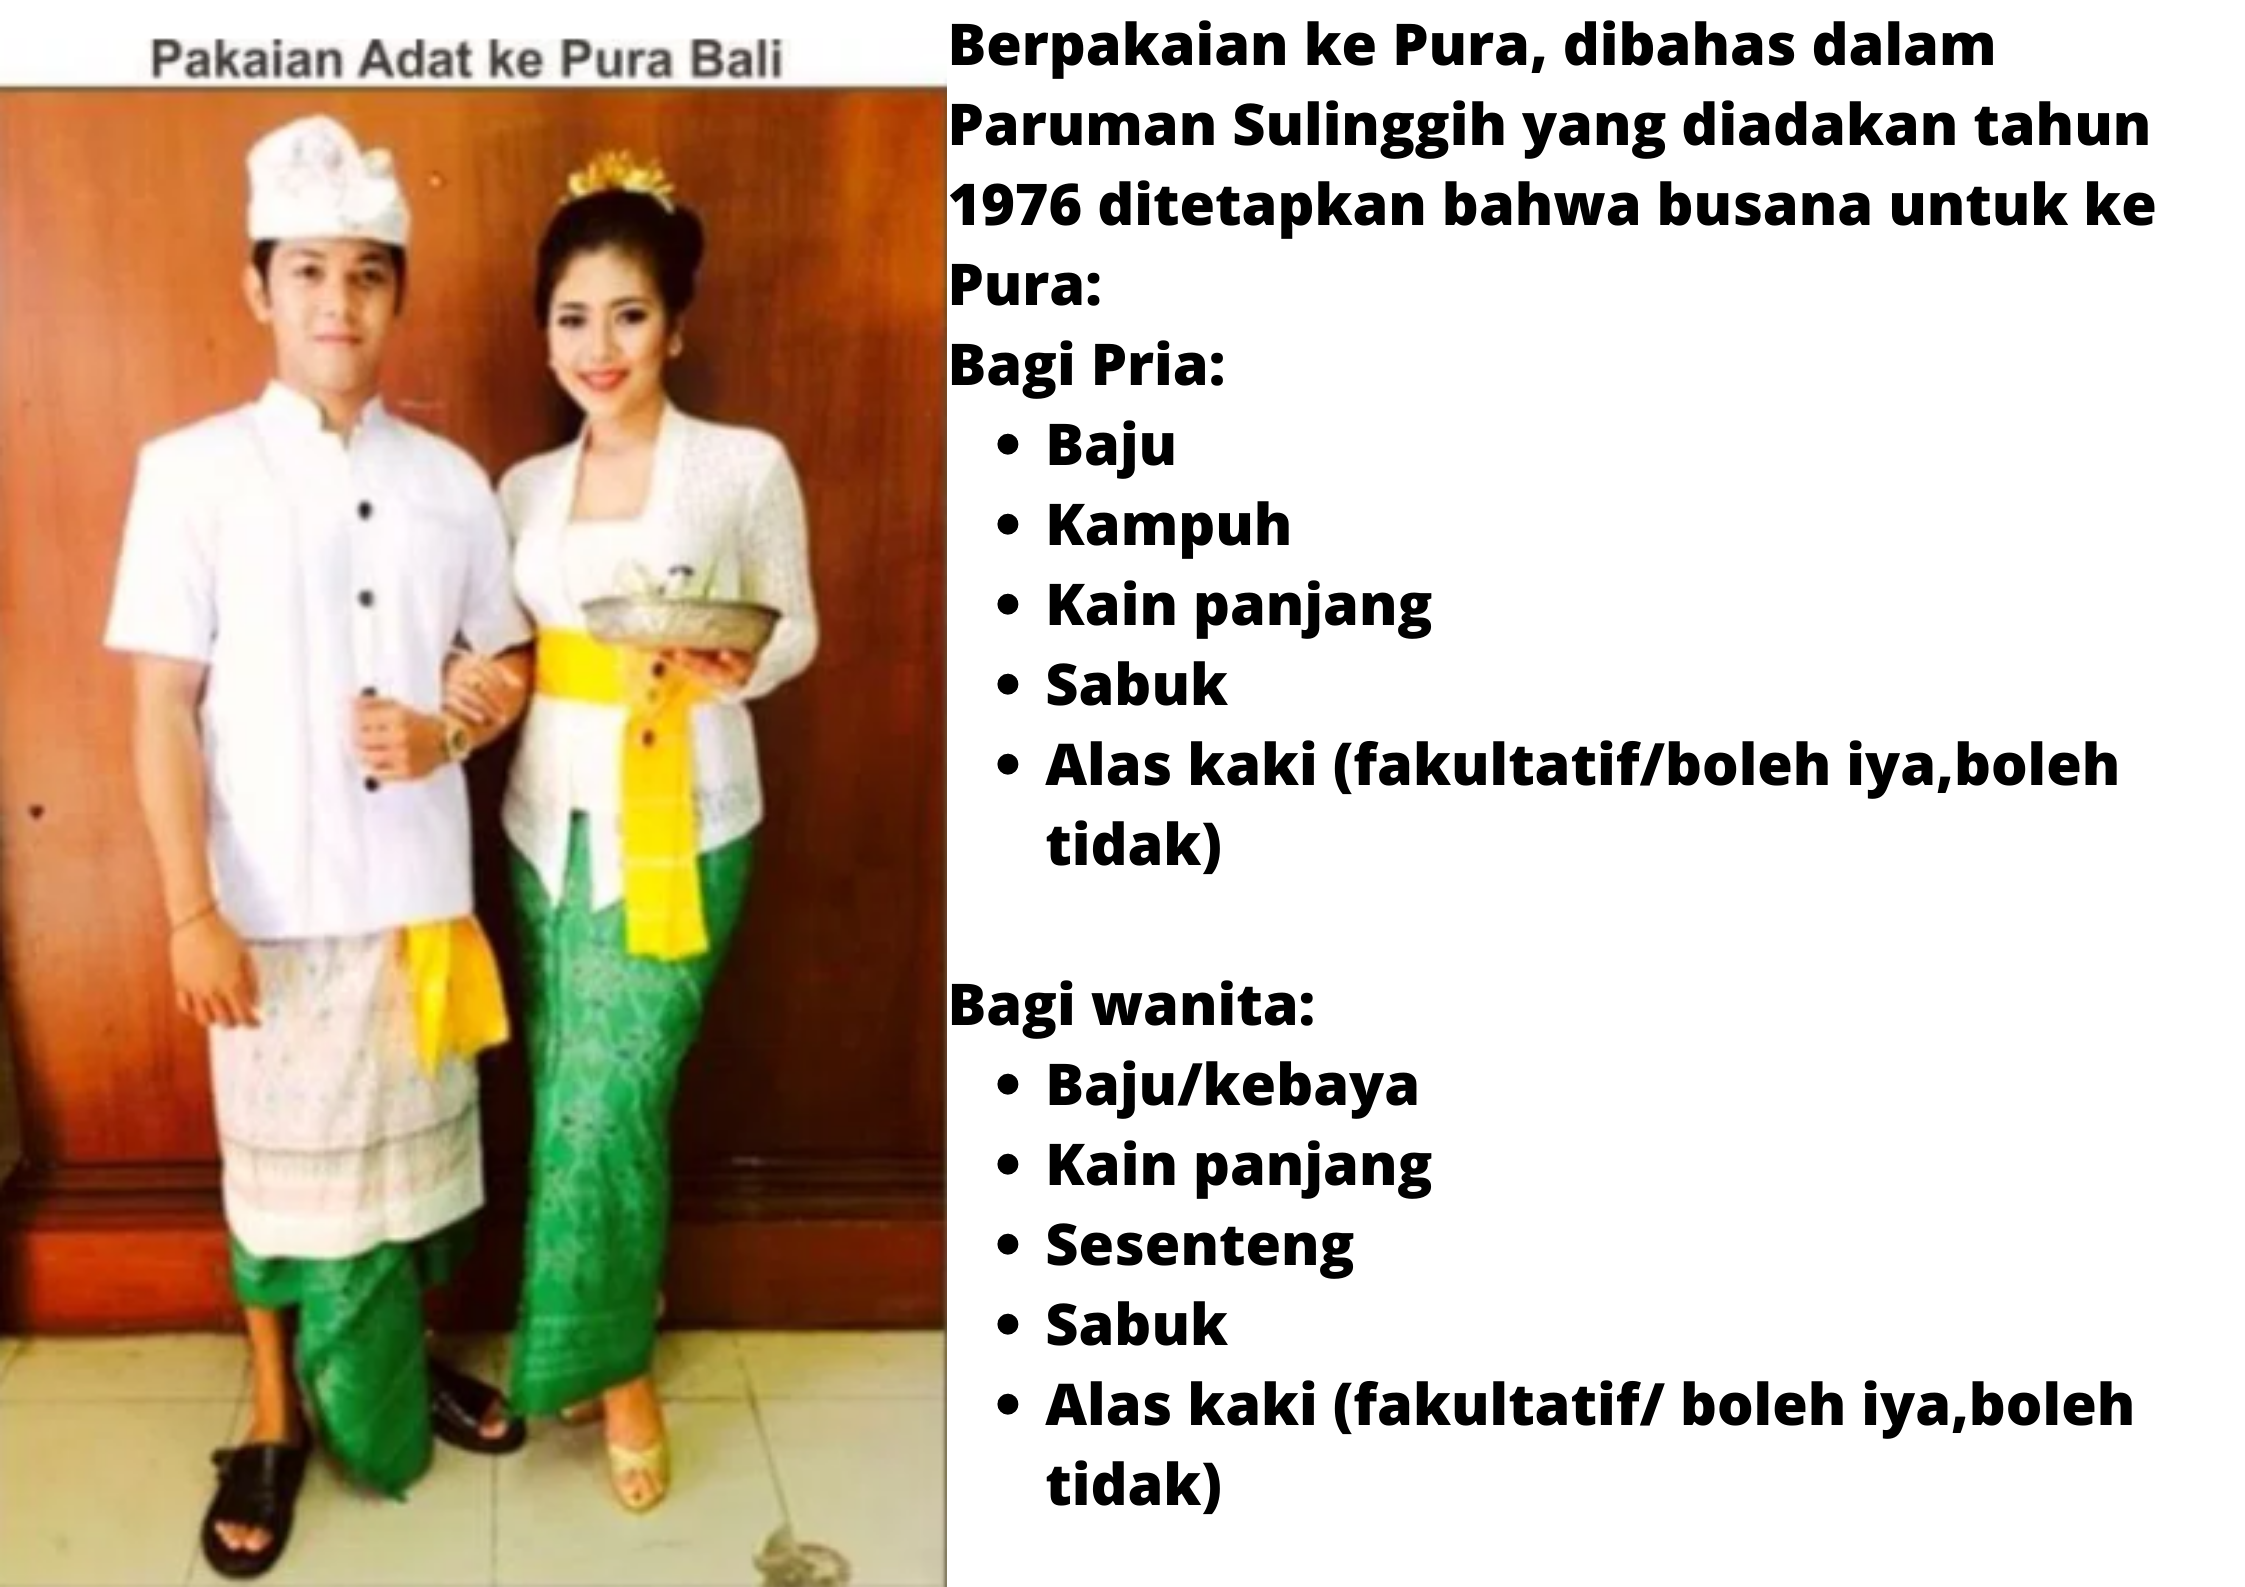 Pakaian Adat ke Pura Bali
Berpakaian ke Pura, dibahas dalam
Paruman Sulinggih yang diadakan tahun
1976 ditetapkan bahwa busana untuk ke
Pura:
Bagi Pria:
• Baju
• Kampuh
• Kain panjang
• Sabuk
• Alas kaki (fakultatif/boleh iya,boleh
tidak)
Bagi wanita:
• Baju/kebaya
• Kain panjang
• Sesenteng
• Sabuk
• Alas kaki (fakultatif/ boleh iya,boleh
tidak)